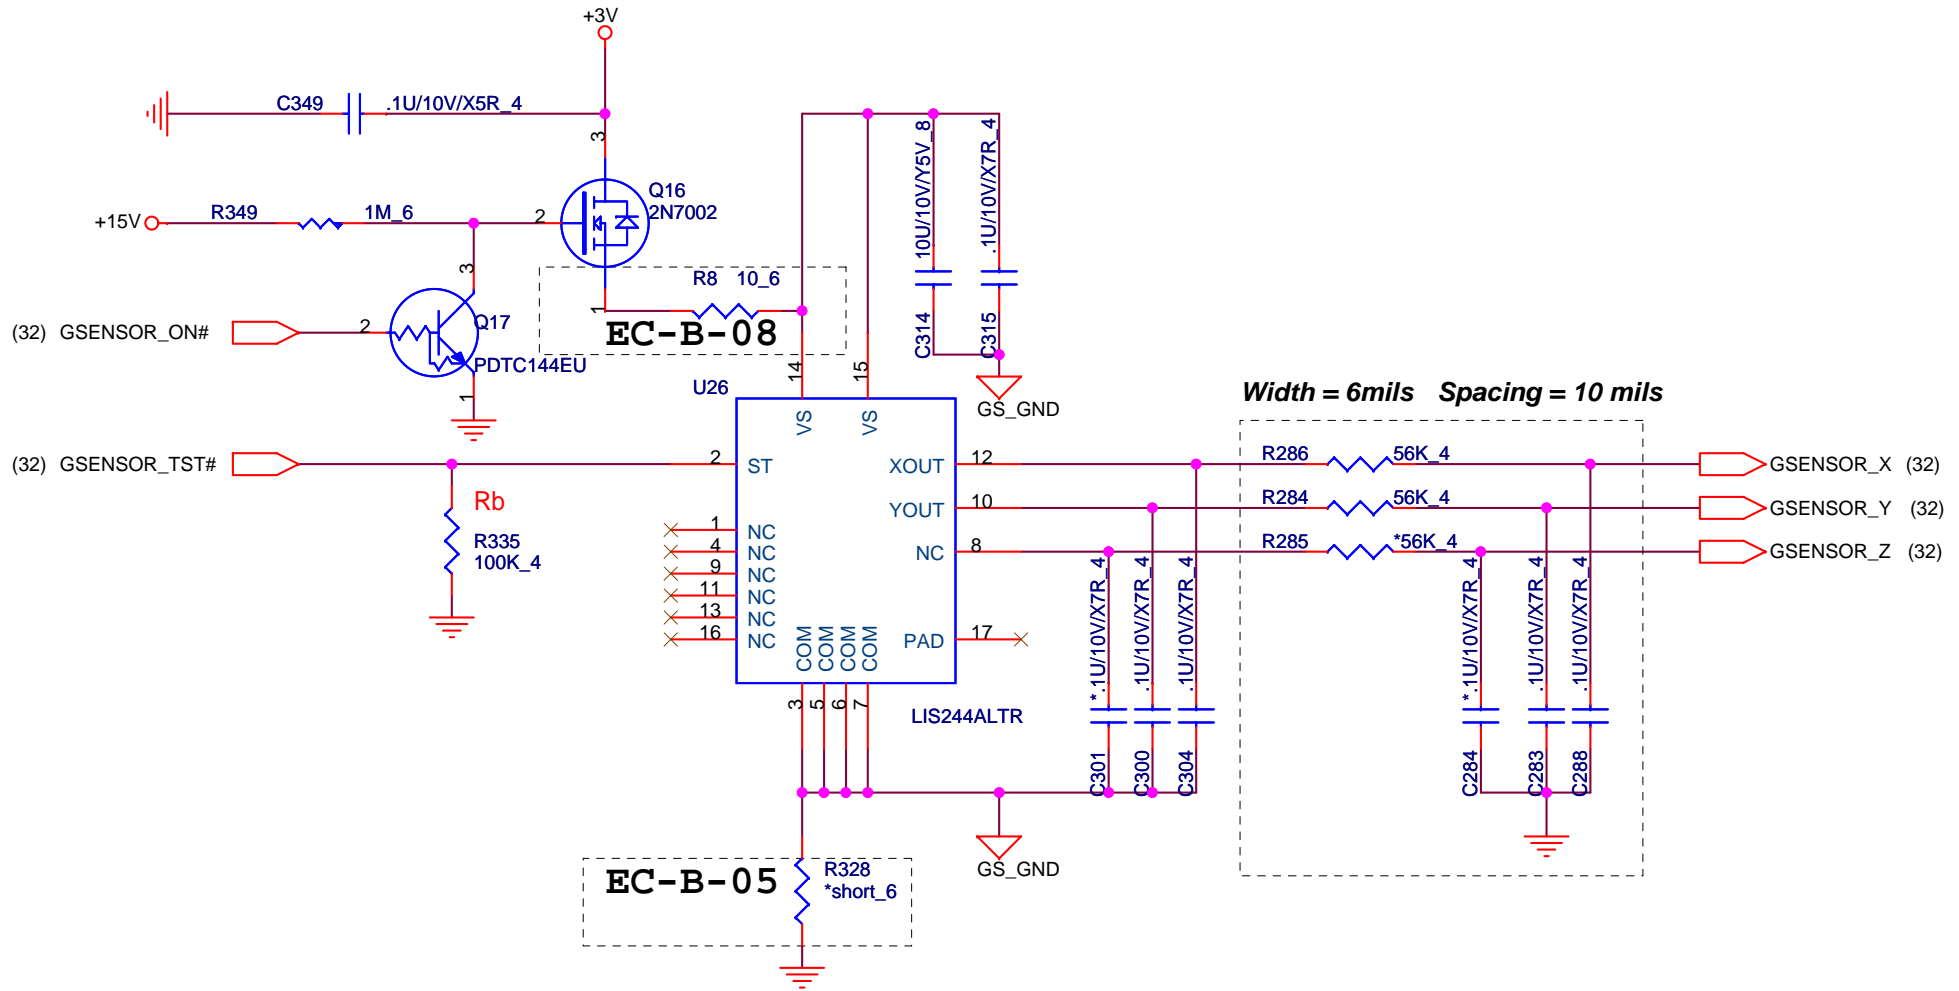 +3V
C349 .1U/10V/X5R_4
3
+15V R349 1M_6 2
Q16
2N7002
10U/10V/Y5V_8
.1U/10V/X7R_4
C314
C315
3
R8 10_6
1
EC-B-08
(32) GSENSOR_ON# 2
Q17
PDTC144EU
1
U26
14
15
VS
VS
GS_GND
Width = 6mils Spacing = 10 mils
(32) GSENSOR_TST# 2 ST
XOUT 12 R286 56K_4 GSENSOR_X (32)
YOUT 10 R284 56K_4 GSENSOR_Y (32)
NC 8 R285 *56K_4 GSENSOR_Z (32)
Rb
R335
100K_4
1 NC
4 NC
9 NC
11 NC
13 NC
16 NC
COM
COM
COM
COM
PAD 17
3
5
6
7
LIS244ALTR
*.1U/10V/X7R_4
.1U/10V/X7R_4
.1U/10V/X7R_4
C301
C300
C304
*.1U/10V/X7R_4
.1U/10V/X7R_4
.1U/10V/X7R_4
C284
C283
C288
GS_GND
EC-B-05
R328
*short_6